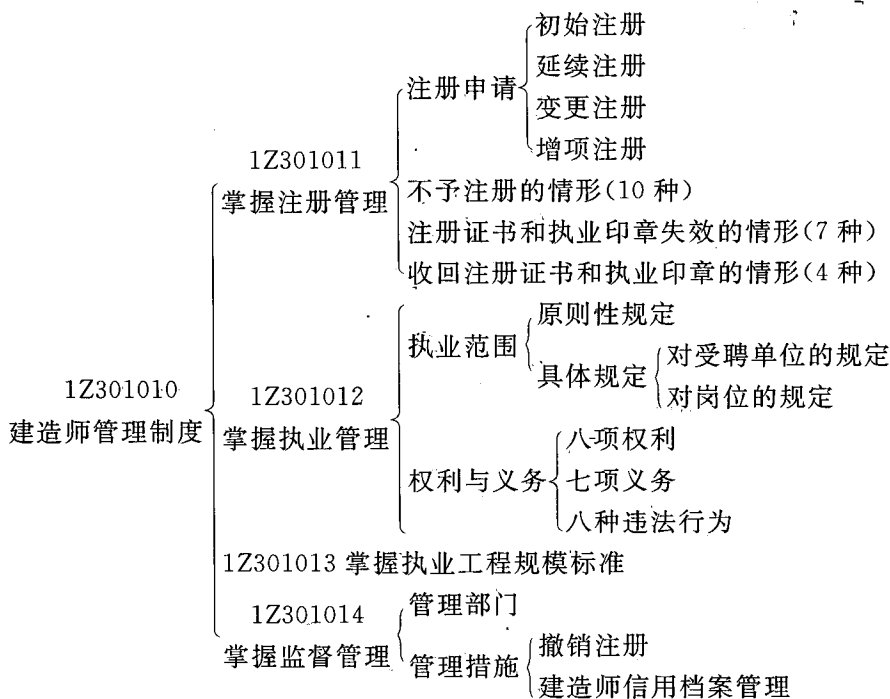 初始注册
延续注册
注册申请
变更注册
增项注册
1Z301011
掌握注册管理
不予注册的情形(10种)
注册证书和执业印章失效的情形(7种)
收回注册证书和执业印章的情形(4种)
原则性规定
执业范围
对受聘单位的规定
具体规定
对岗位的规定
1Z301010
建造师管理制度
1Z301012
掌握执业管理
八项权利
权利与义务
七项义务
八种违法行为
1Z301013掌握执业工程规模标准
1Z301014
掌握监督管理
管理部门
撤销注册
管理措施
建造师信用档案管理